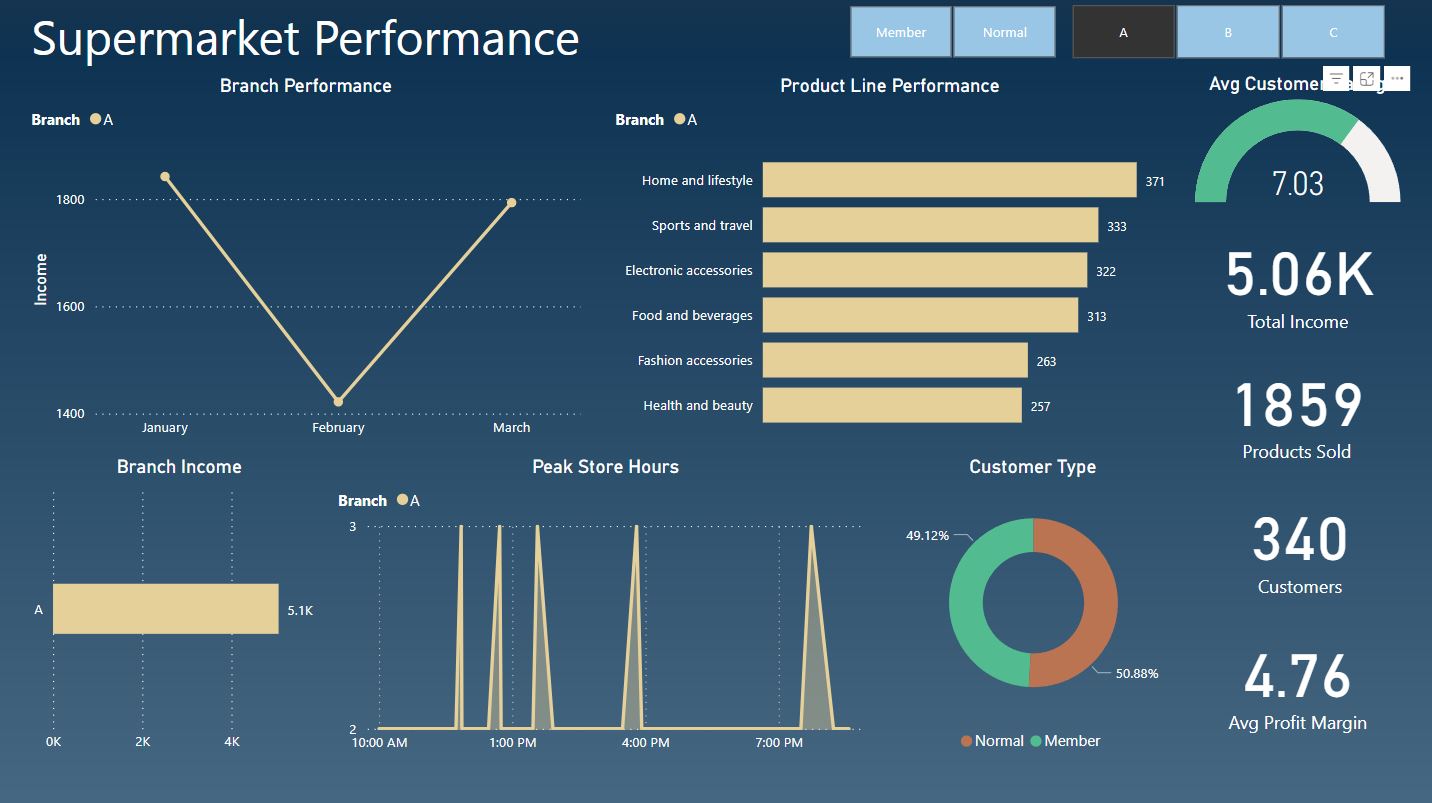 Supermarket Performance
Member
Normal
A
B
C
Branch Performance
Branch A
Income
1800
1600
1400
January
February
March
Product Line Performance
Branch A
Home and lifestyle 371
Sports and travel 333
Electronic accessories 322
Food and beverages 313
Fashion accessories 263
Health and beauty 257
Avg Customer
7.03
5.06K
Total Income
1859
Products Sold
340
Customers
4.76
Avg Profit Margin
Branch Income
A 5.1K
0K 2K 4K
Peak Store Hours
Branch A
3
2
10:00 AM 1:00 PM 4:00 PM 7:00 PM
Customer Type
49.12%
50.88%
Normal Member